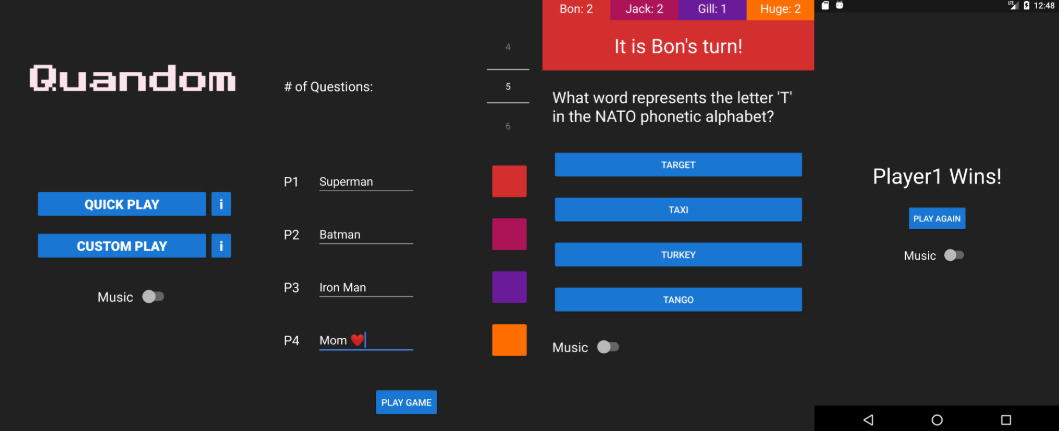 Quandom
QUICK PLAY i
CUSTOM PLAY i
Music
# of Questions:
4
5
6
P1 Superman
P2 Batman
P3 Iron Man
P4 Mom ❤️
PLAY GAME
Bon: 2 Jack: 2 Gill: 1 Huge: 2
It is Bon's turn!
What word represents the letter 'T'
in the NATO phonetic alphabet?
TARGET
TAXI
TURKEY
TANGO
Music
12:48
Player1 Wins!
PLAY AGAIN
Music